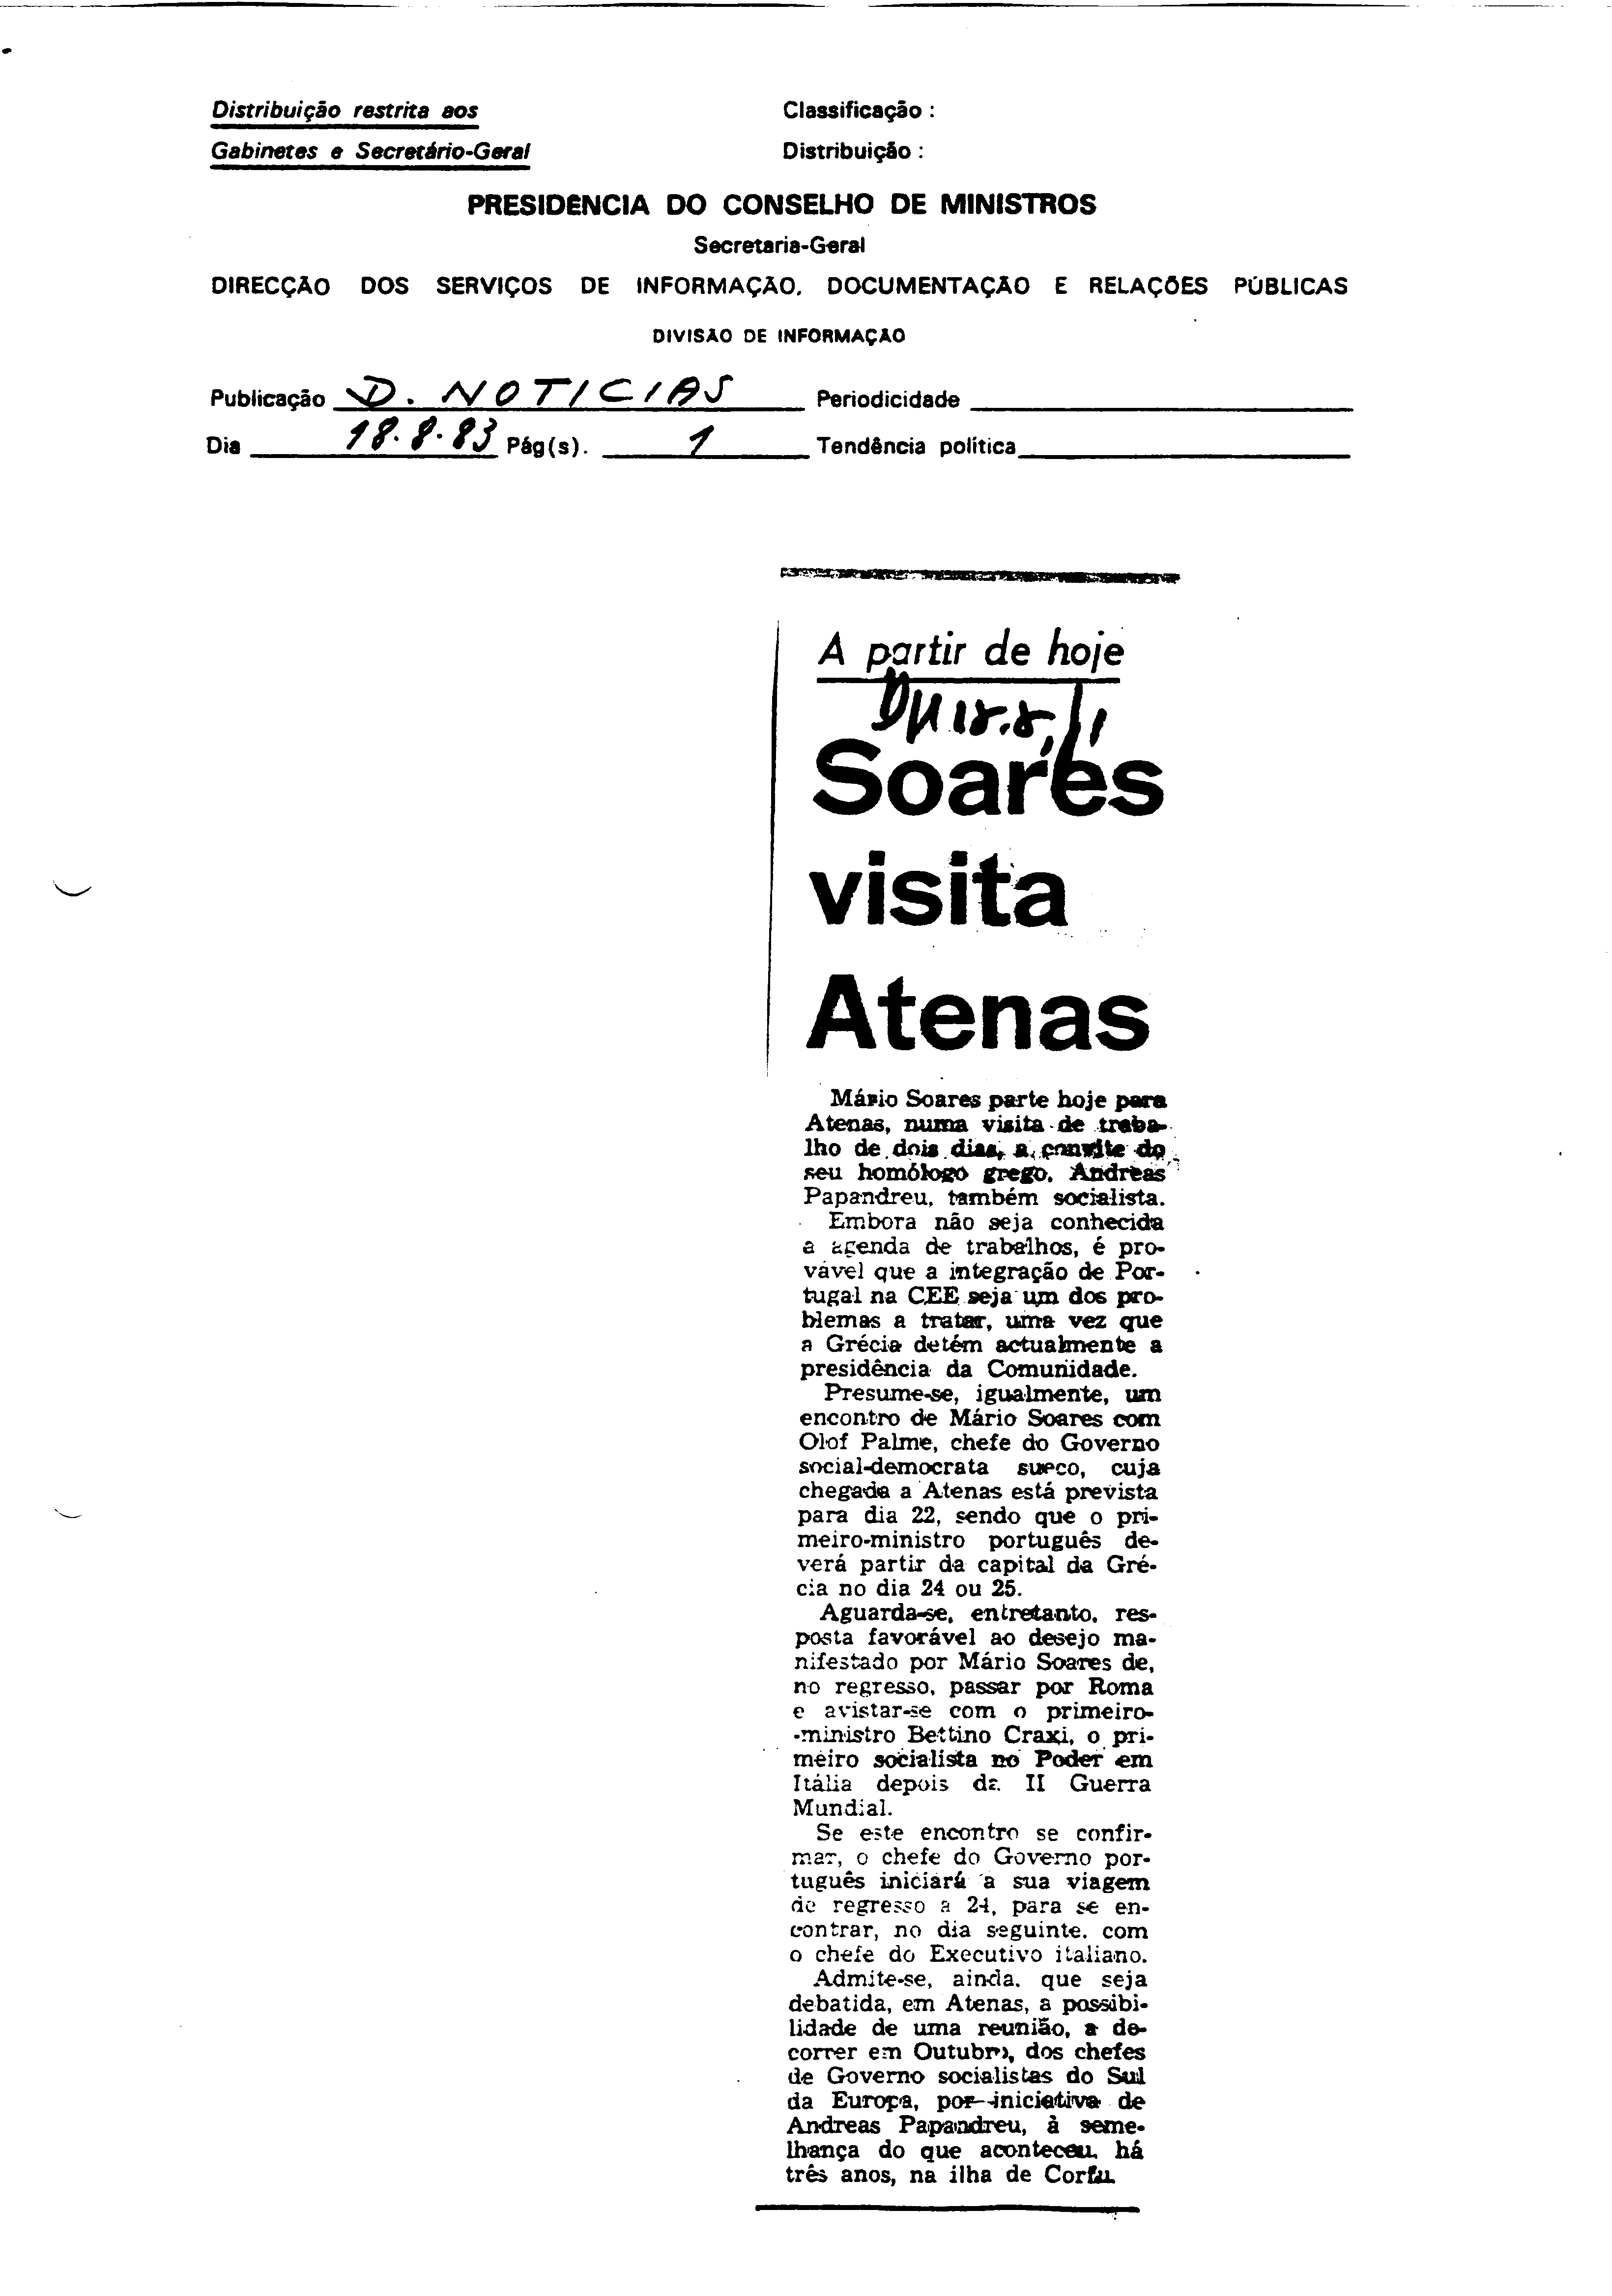 Distribuição restrita aos
Gabinetes e Secretário-Geral
Classificação :
Distribuição :
PRESIDÊNCIA DO CONSELHO DE MINISTROS
Secretaria-Geral
DIRECÇÃO DOS SERVIÇOS DE INFORMAÇÃO, DOCUMENTAÇÃO E RELAÇÕES PÚBLICAS
DIVISÃO DE INFORMAÇÃO
Publicação D. NOTICIAS Periodicidade
Dia 18.8.83 Pág(s). 1 Tendência política
A partir de hoje
Soares
visita
Atenas
Mário Soares parte hoje para
Atenas, numa visita de traba-
lho de dois dias, a convite do
seu homólogo grego, Andreas
Papandreu, também socialista.
Embora não seja conhecida
a agenda de trabalhos, é pro-
vável que a integração de Por-
tugal na CEE seja um dos pro-
blemas a tratar, uma vez que
a Grécia detém actualmente a
presidência da Comunidade.
Presume-se, igualmente, um
encontro de Mário Soares com
Olof Palme, chefe do Governo
social-democrata sueco, cuja
chegada a Atenas está prevista
para dia 22, sendo que o pri-
meiro-ministro português de-
verá partir da capital da Gré-
cia no dia 24 ou 25.
Aguarda-se, entretanto, res-
posta favorável ao desejo ma-
nifestado por Mário Soares de,
no regresso, passar por Roma
e avistar-se com o primeiro-
-ministro Bettino Craxi, o pri-
meiro socialista no Poder em
Itália depois da II Guerra
Mundial.
Se este encontro se confir-
mar, o chefe do Governo por-
tuguês iniciará a sua viagem
de regresso a 24, para se en-
contrar, no dia seguinte, com
o chefe do Executivo italiano.
Admite-se, ainda, que seja
debatida, em Atenas, a possibi-
lidade de uma reunião, a de-
correr em Outubro, dos chefes
de Governo socialistas do Sul
da Europa, por iniciativa de
Andreas Papandreu, à seme-
lhança do que aconteceu, há
três anos, na ilha de Corfu.